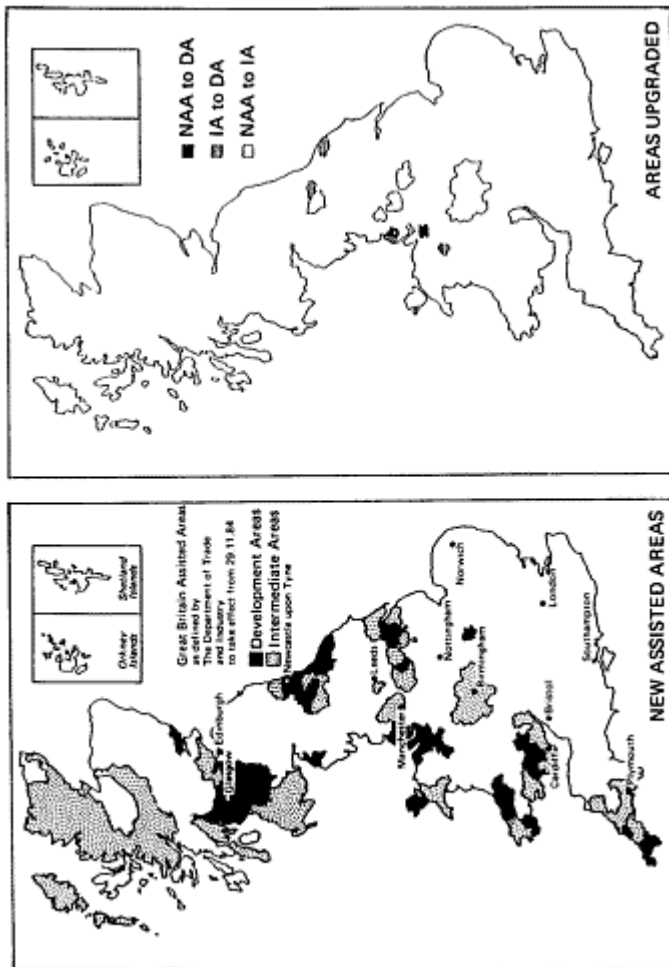 NAA to DA
IA to DA
NAA to IA
AREAS UPGRADED
Orkney
Islands
Shetland
Islands
Great Britain Assisted Areas
as defined by
The Department of Trade
and Industry
to take effect from 29.11.84
Development Areas
Intermediate Areas
Newcastle upon Tyne
Edinburgh
Glasgow
Leeds
Manchester
Nottingham
Norwich
Birmingham
Cardiff
Bristol
London
Southampton
Plymouth
NEW ASSISTED AREAS